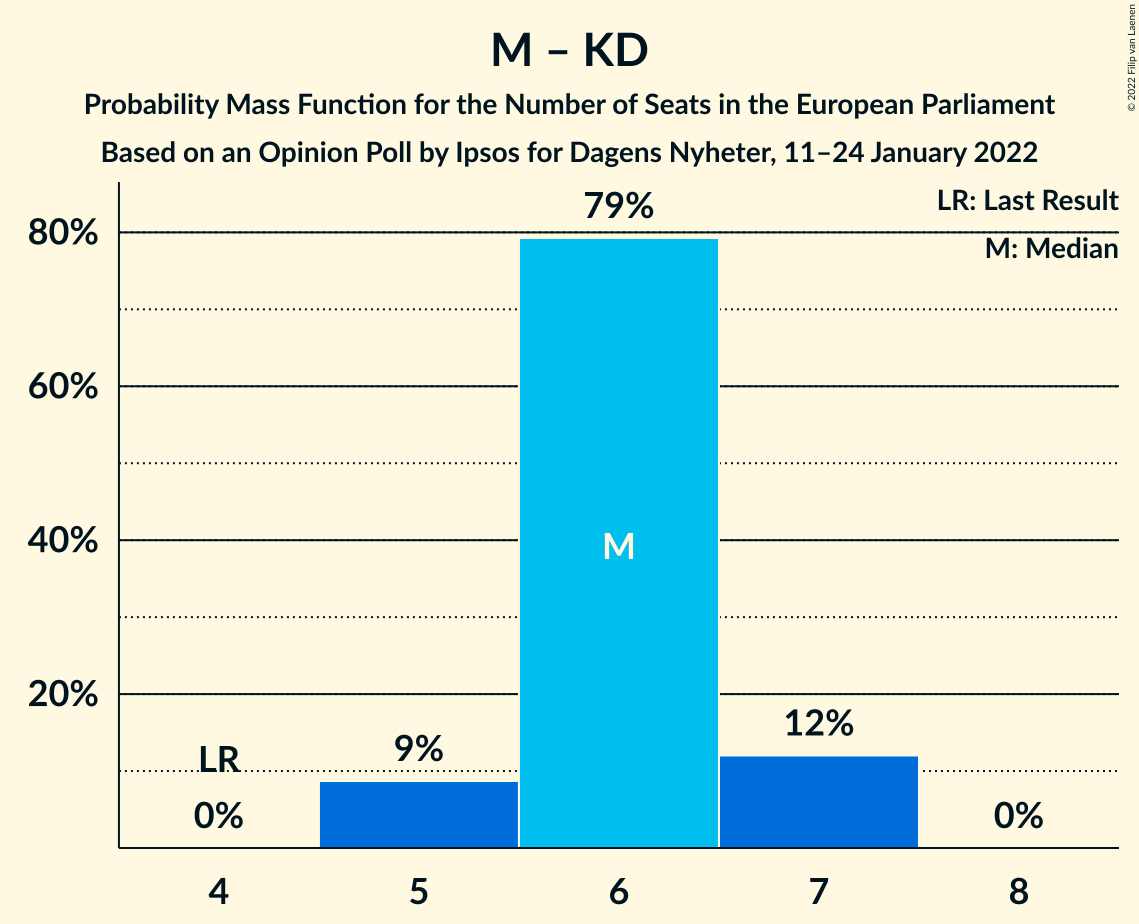 M – KD
Probability Mass Function for the Number of Seats in the European Parliament
Based on an Opinion Poll by Ipsos for Dagens Nyheter, 11–24 January 2022
© 2022 Filip van Laenen
LR: Last Result
M: Median
80%
60%
40%
20%
79%
M
LR
0%
9%
12%
0%
4 5 6 7 8